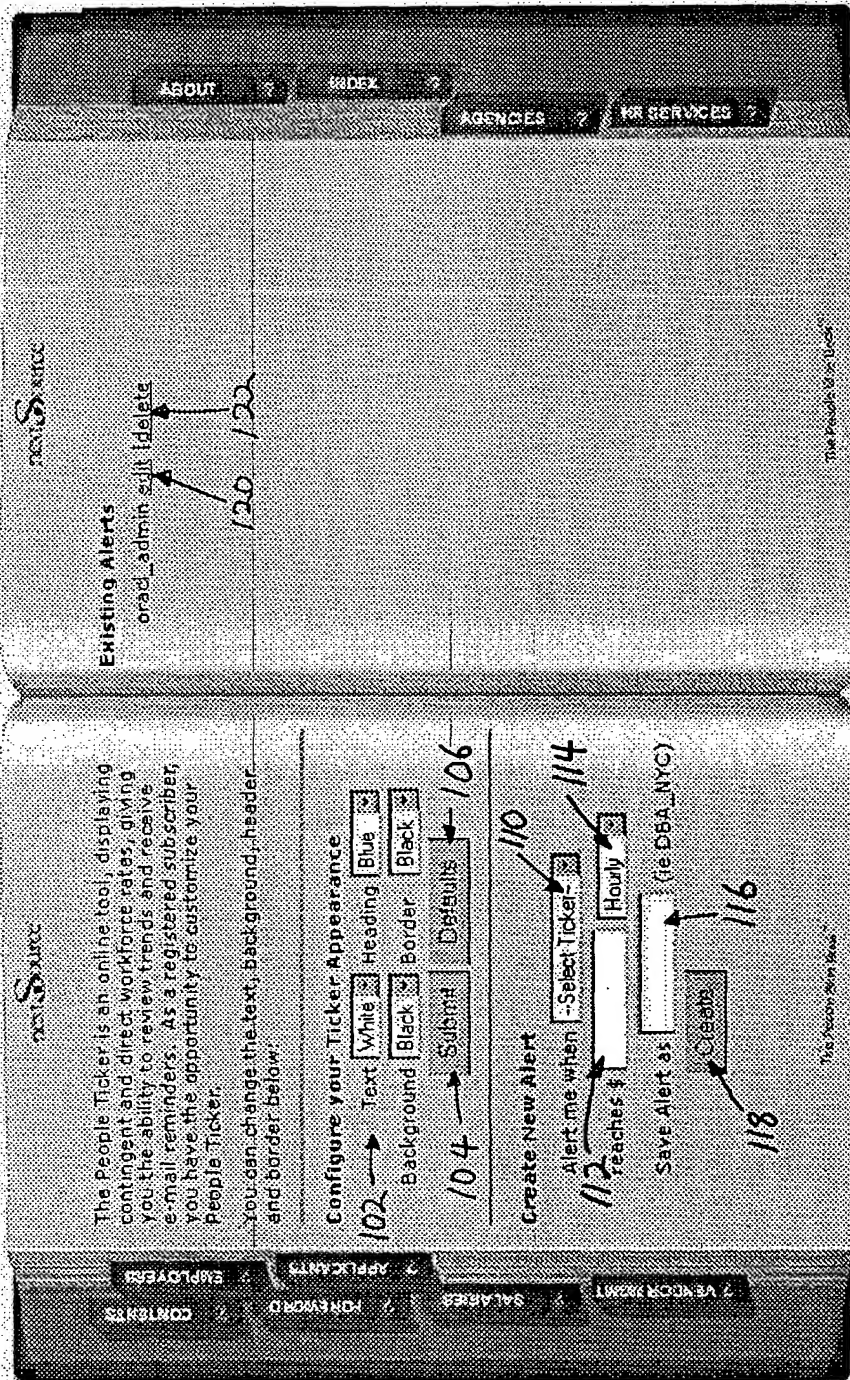 nextSource
The People Ticker is an online tool, displaying
contingent and direct workforce rates, giving
you the ability to review trends and receive
e-mail reminders. As a registered subscriber,
you have the opportunity to customize your
People Ticker.
You can change the text, background, header
and border below:
Configure your Ticker Appearance
102 Text White Heading Blue
Background Black Border Black
104 Submit Defaults 106
Create New Alert
Alert me when -Select Ticker- 110
112 reaches $ Hourly 114
Save Alert as (ie DBA_NYC)
116
118 Create
CONTENTS ?
EMPLOYERS ?
FOREWORD ?
APPLICANTS ?
SALARIES ?
VENDOR MGMT ?
nextSource
Existing Alerts
orad_admin edit |delete
120 122
The People
ABOUT ?
INDEX ?
AGENCIES ?
HR SERVICES ?